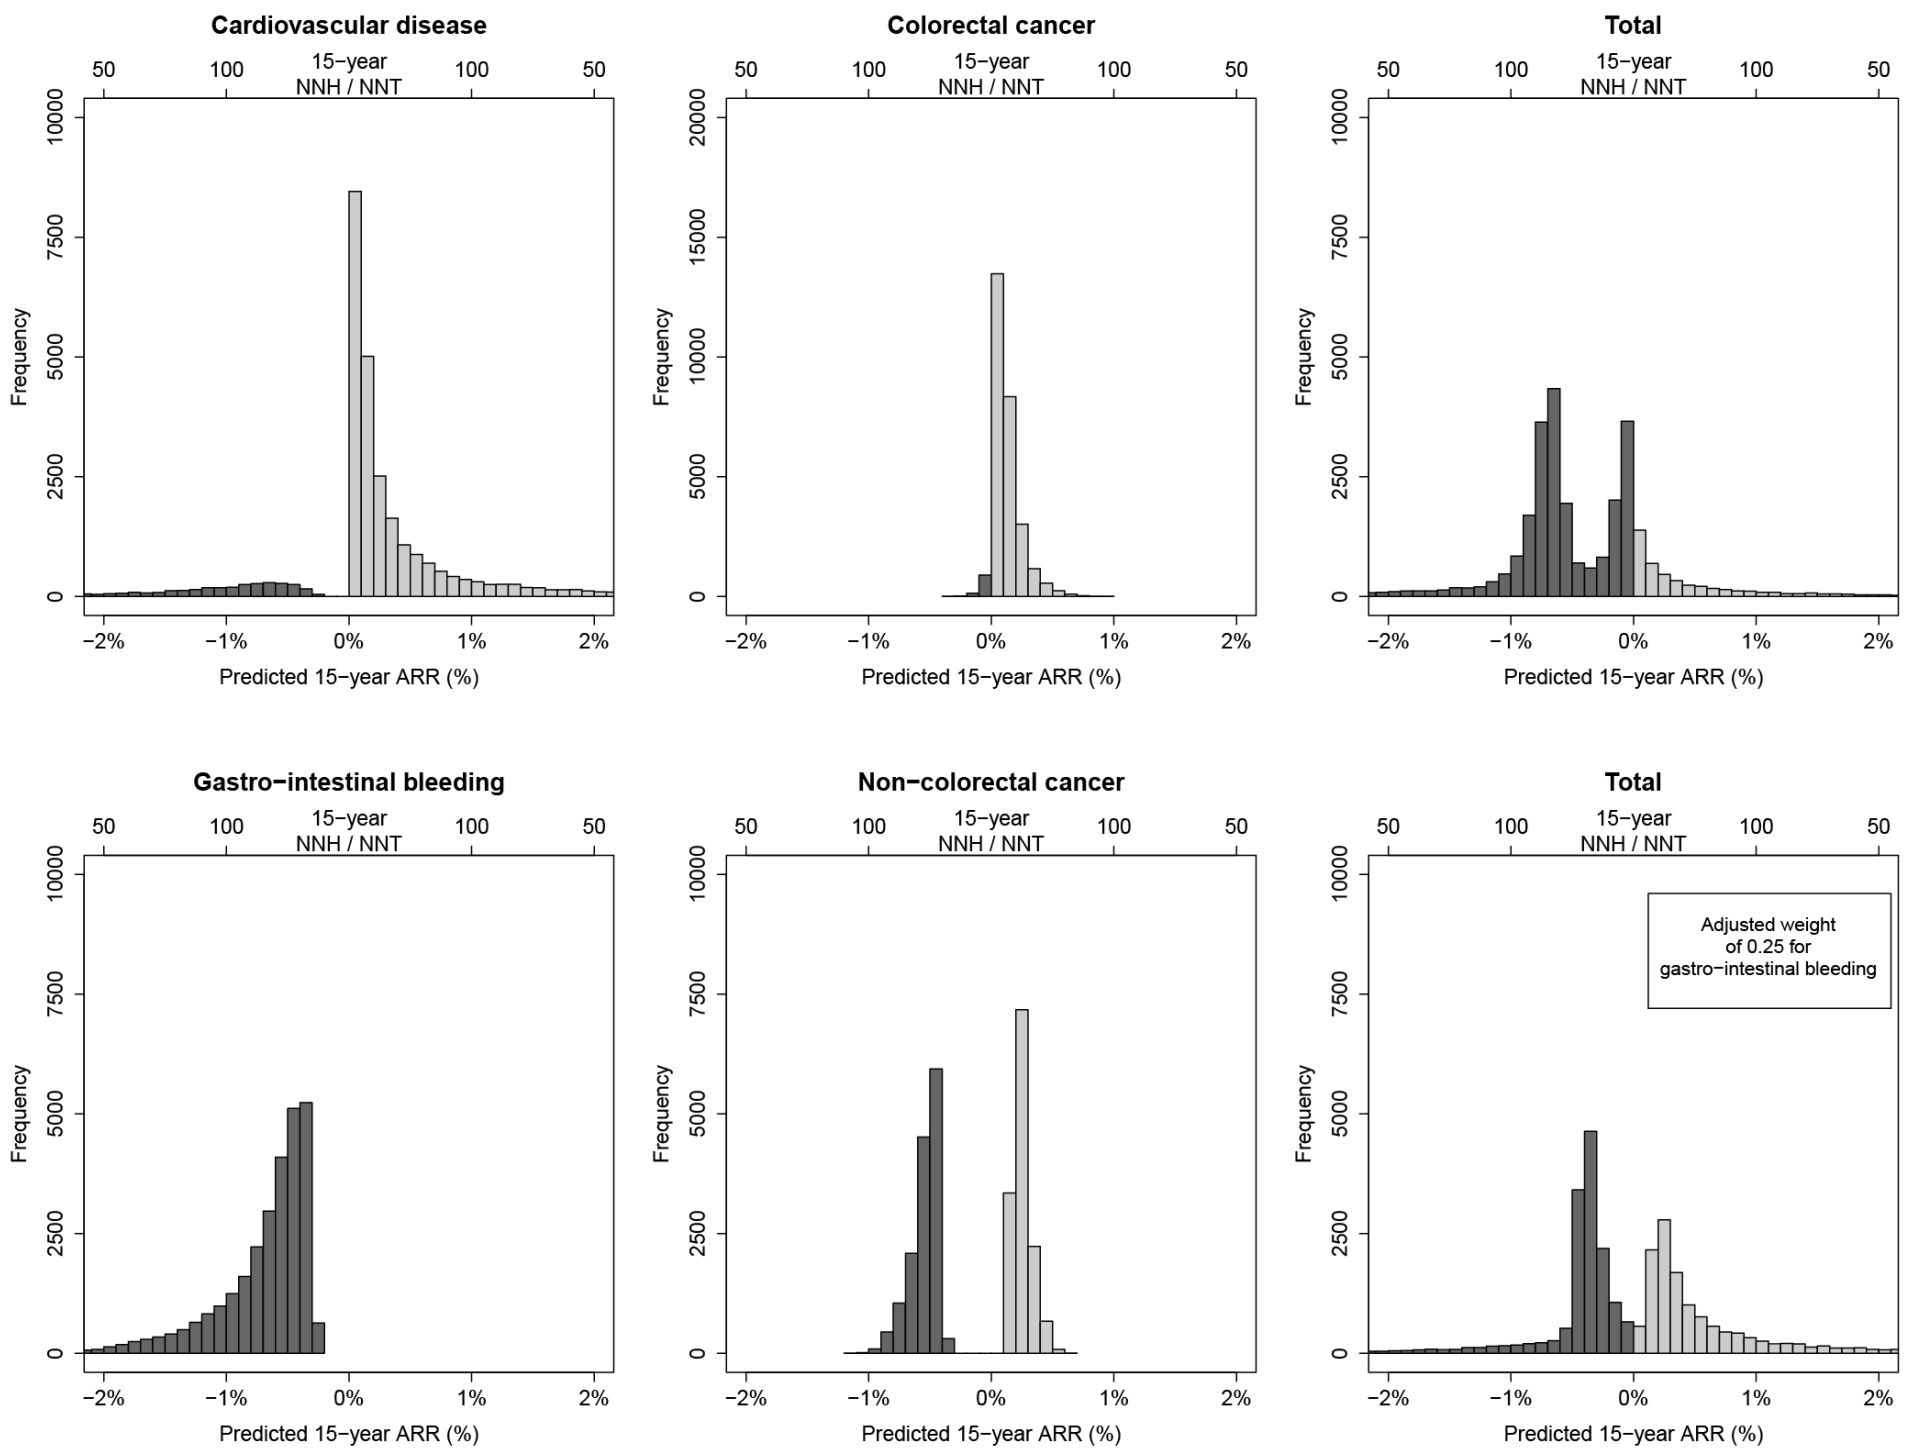 Cardiovascular disease
50 100 15−year 100 50
NNH / NNT
10000
7500
5000
2500
0
Frequency
−2% −1% 0% 1% 2%
Predicted 15−year ARR (%)
Colorectal cancer
50 100 15−year 100 50
NNH / NNT
20000
15000
10000
5000
0
Frequency
−2% −1% 0% 1% 2%
Predicted 15−year ARR (%)
Total
50 100 15−year 100 50
NNH / NNT
10000
7500
5000
2500
0
Frequency
−2% −1% 0% 1% 2%
Predicted 15−year ARR (%)
Gastro−intestinal bleeding
50 100 15−year 100 50
NNH / NNT
10000
7500
5000
2500
0
Frequency
−2% −1% 0% 1% 2%
Predicted 15−year ARR (%)
Non−colorectal cancer
50 100 15−year 100 50
NNH / NNT
10000
7500
5000
2500
0
Frequency
−2% −1% 0% 1% 2%
Predicted 15−year ARR (%)
Total
50 100 15−year 100 50
NNH / NNT
10000
7500
5000
2500
0
Frequency
Adjusted weight
of 0.25 for
gastro−intestinal bleeding
−2% −1% 0% 1% 2%
Predicted 15−year ARR (%)